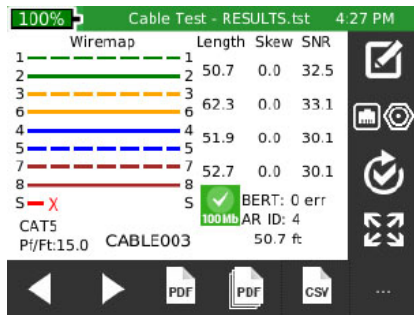 100% Cable Test - RESULTS.tst 4:27 PM
Wiremap Length Skew SNR
1 1
2 2 50.7 0.0 32.5
3 3
6 6 62.3 0.0 33.1
4 4
5 5 51.9 0.0 30.1
7 7
8 8 52.7 0.0 30.1
S X S
100 Mb BERT: 0 err
CAT5 AR ID: 4
Pf/Ft:15.0 CABLE003 50.7 ft
PDF PDF CSV ...